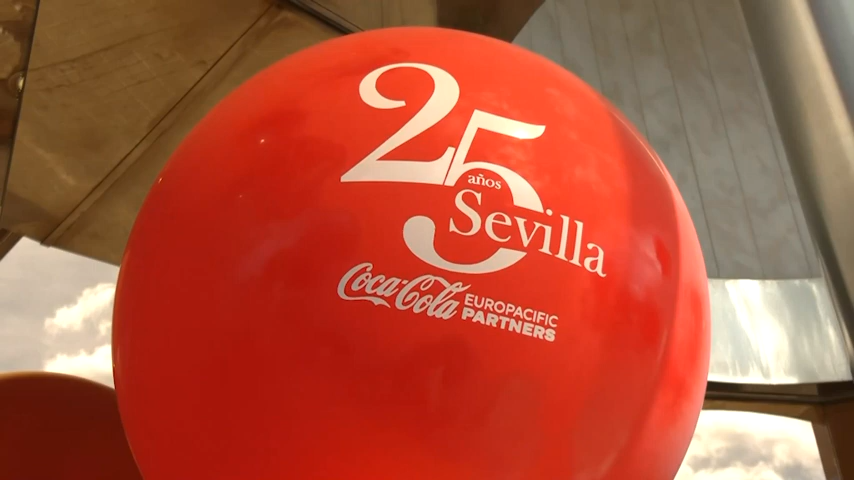 25
años
Sevilla
Coca-Cola EUROPACIFIC
PARTNERS